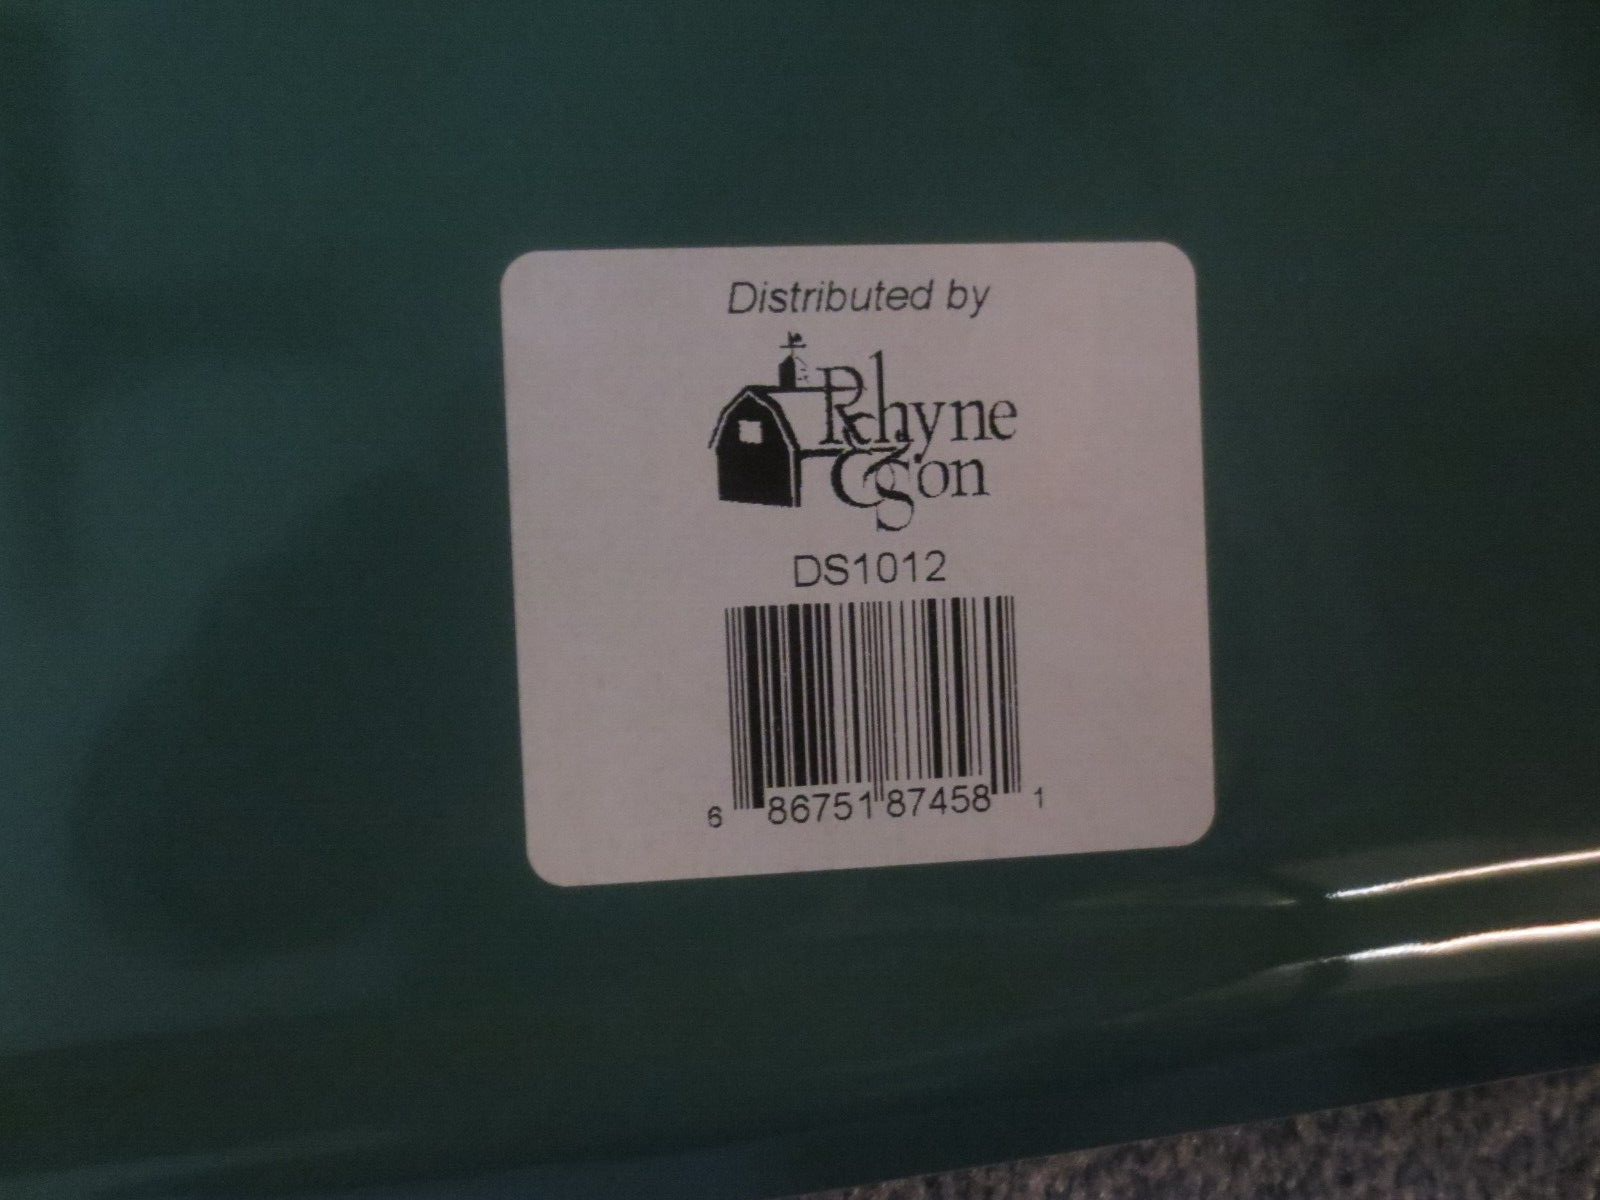 Distributed by
Rhyne
& Son
DS1012
6 86751 87458 1